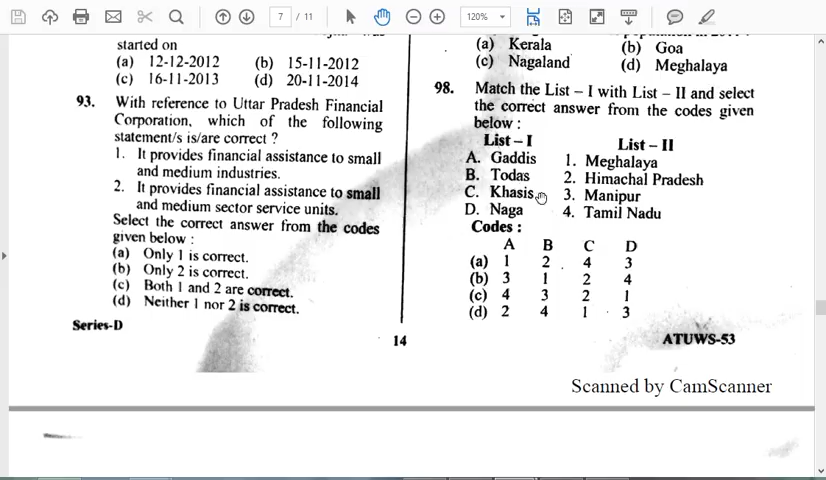 7 / 11
120%
started on
(a) 12-12-2012 (b) 15-11-2012
(c) 16-11-2013 (d) 20-11-2014
93. With reference to Uttar Pradesh Financial
Corporation, which of the following
statement/s is/are correct ?
1. It provides financial assistance to small
and medium industries.
2. It provides financial assistance to small
and medium sector service units.
Select the correct answer from the codes
given below :
(a) Only 1 is correct.
(b) Only 2 is correct.
(c) Both 1 and 2 are correct.
(d) Neither 1 nor 2 is correct.
Series-D
(a) Kerala (b) Goa
(c) Nagaland (d) Meghalaya
98. Match the List – I with List – II and select
the correct answer from the codes given
below :
List – I List – II
A. Gaddis 1. Meghalaya
B. Todas 2. Himachal Pradesh
C. Khasis 3. Manipur
D. Naga 4. Tamil Nadu
Codes :
A B C D
(a) 1 2 4 3
(b) 3 1 2 4
(c) 4 3 2 1
(d) 2 4 1 3
14
ATUWS-53
Scanned by CamScanner